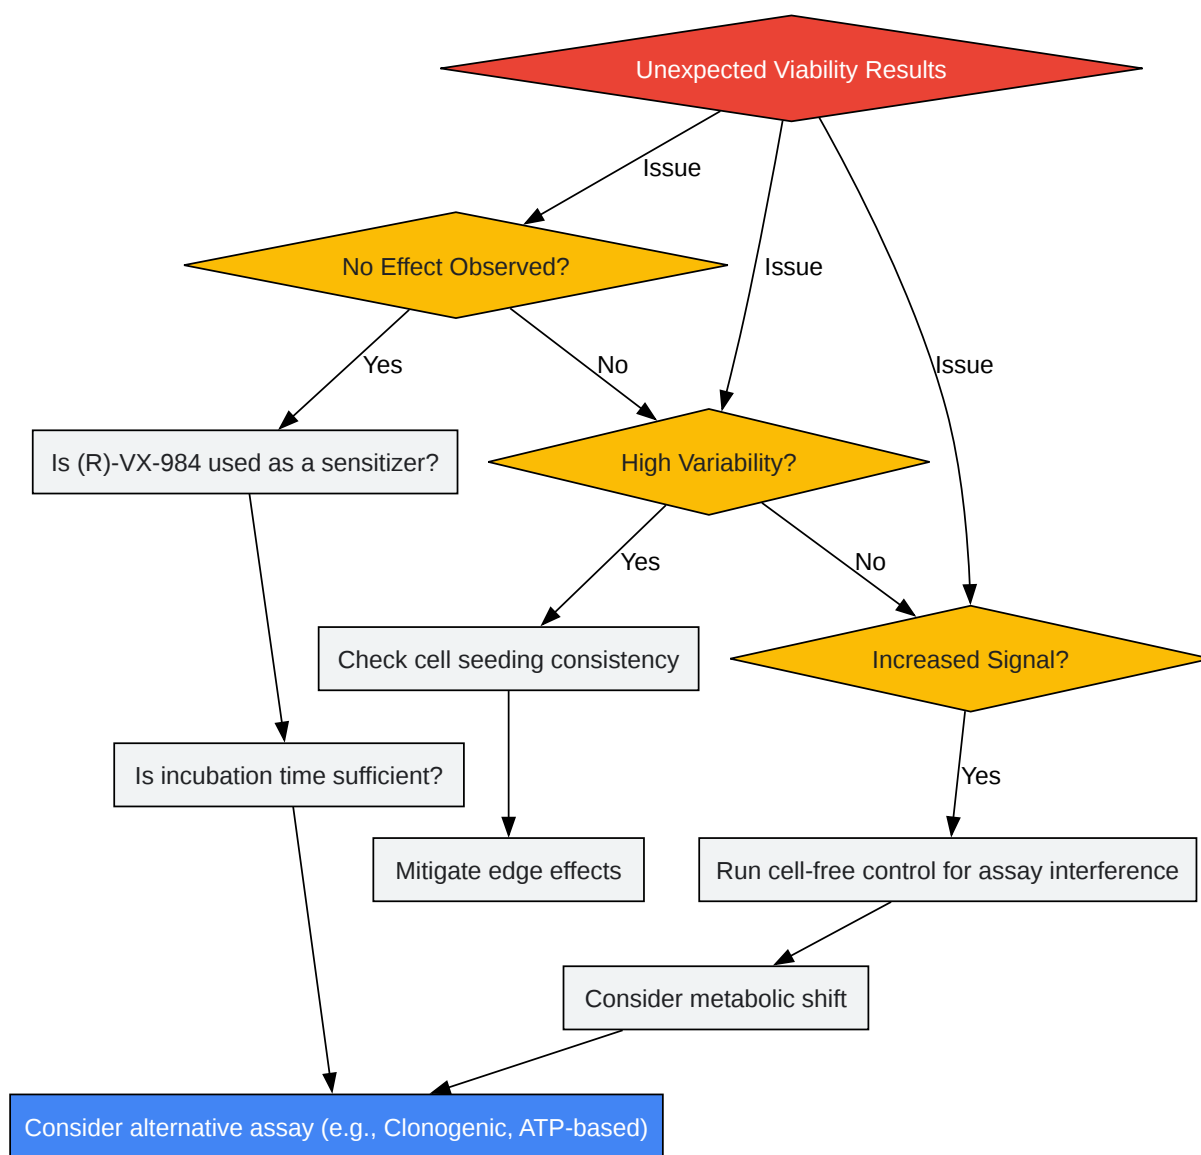 Unexpected Viability Results
Issue
No Effect Observed?
Issue
Yes
No
Issue
Is (R)-VX-984 used as a sensitizer?
High Variability?
Yes
No
Check cell seeding consistency
Increased Signal?
Is incubation time sufficient?
Yes
Mitigate edge effects
Run cell-free control for assay interference
Consider metabolic shift
Consider alternative assay (e.g., Clonogenic, ATP-based)